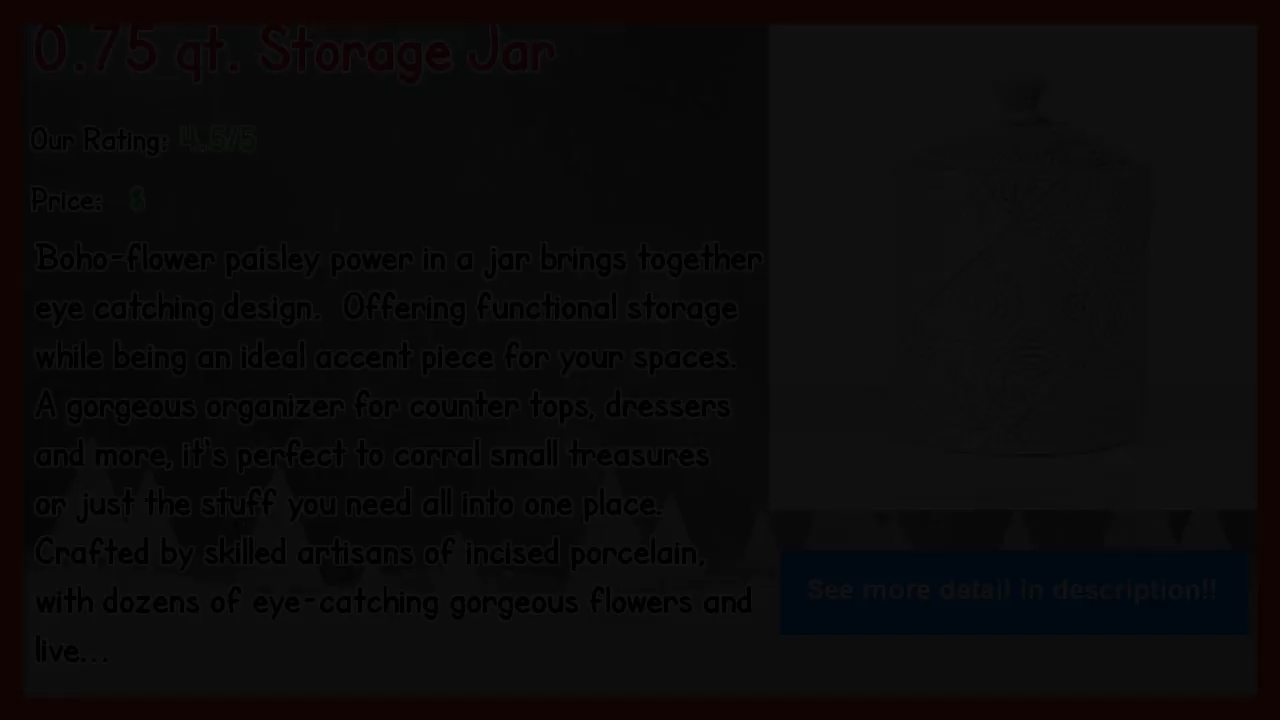 0.75 qt. Storage Jar
Our Rating: 4.5/5
Price: $
Boho-flower paisley power in a jar brings together
eye catching design. Offering functional storage
while being an ideal accent piece for your spaces.
A gorgeous organizer for counter tops, dressers
and more, it's perfect to corral small treasures
or just the stuff you need all into one place.
Crafted by skilled artisans of incised porcelain,
with dozens of eye-catching gorgeous flowers and
live...
See more detail in description!!